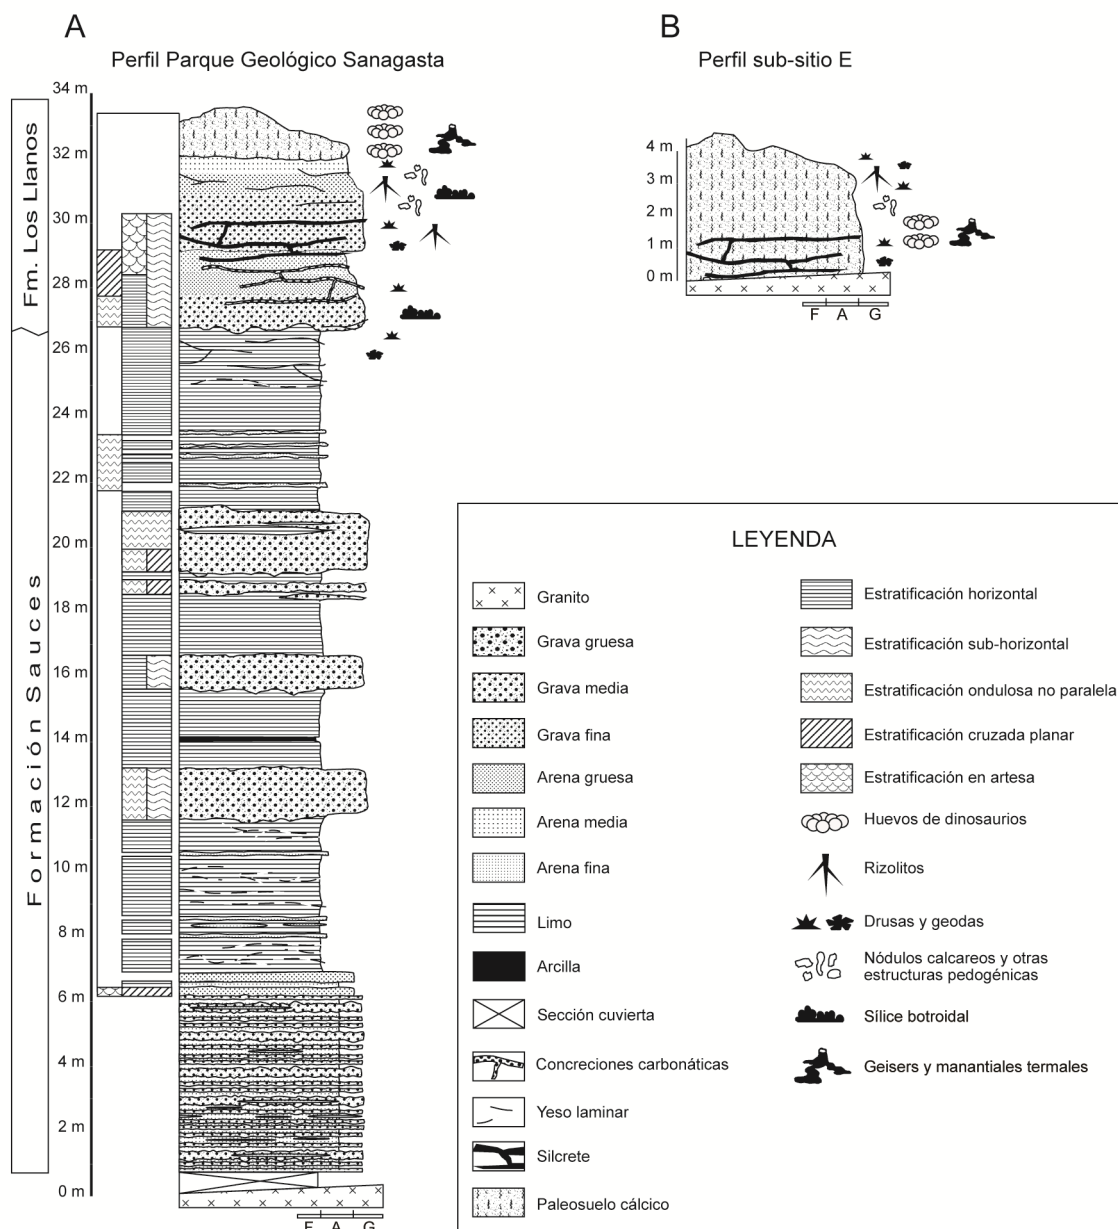 A
Perfil Parque Geológico Sanagasta
34 m
32 m
30 m
28 m
26 m
24 m
22 m
20 m
18 m
16 m
14 m
12 m
10 m
8 m
6 m
4 m
2 m
0 m
Fm. Los Llanos
Formación Sauces
F A G
B
Perfil sub-sitio E
4 m
3 m
2 m
1 m
0 m
F A G
LEYENDA
Granito
Grava gruesa
Grava media
Grava fina
Arena gruesa
Arena media
Arena fina
Limo
Arcilla
Sección cuvierta
Concreciones carbonáticas
Yeso laminar
Silcrete
Paleosuelo cálcico
Estratificación horizontal
Estratificación sub-horizontal
Estratificación ondulosa no paralela
Estratificación cruzada planar
Estratificación en artesa
Huevos de dinosaurios
Rizolitos
Drusas y geodas
Nódulos calcareos y otras
estructuras pedogénicas
Sílice botroidal
Geisers y manantiales termales